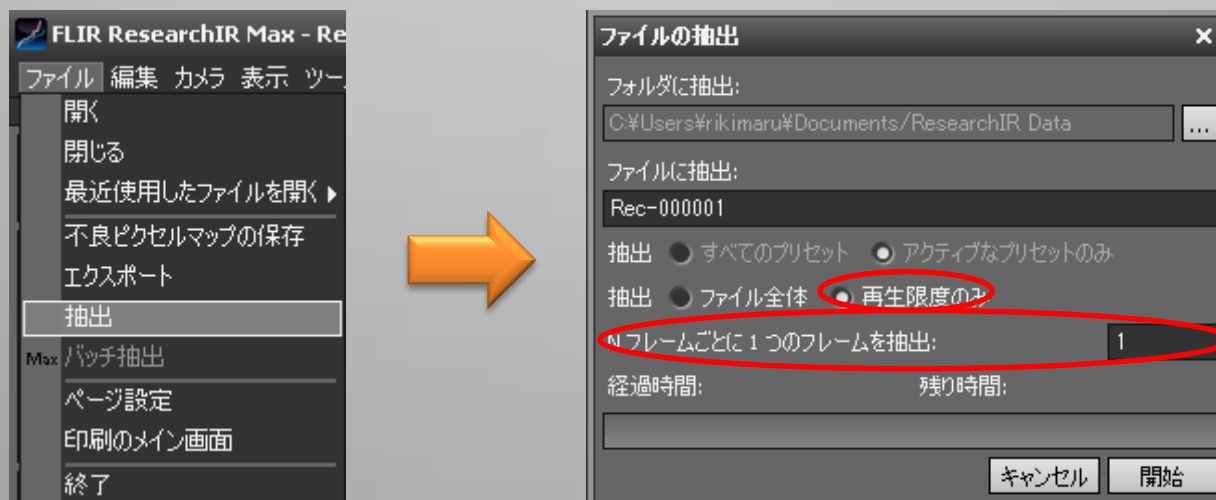 FLIR ResearchIR Max - Re
ファイル 編集 カメラ 表示 ツー
開く
閉じる
最近使用したファイルを開く
不良ピクセルマップの保存
エクスポート
抽出
Max バッチ抽出
ページ設定
印刷のメイン画面
終了
ファイルの抽出
フォルダに抽出:
C:¥Users¥rikimaru¥Documents/ResearchIR Data
...
ファイルに抽出:
Rec-000001
抽出 すべてのプリセット アクティブなプリセットのみ
抽出 ファイル全体 再生限度のみ
N フレームごとに 1 つのフレームを抽出: 1
経過時間: 残り時間:
キャンセル 開始